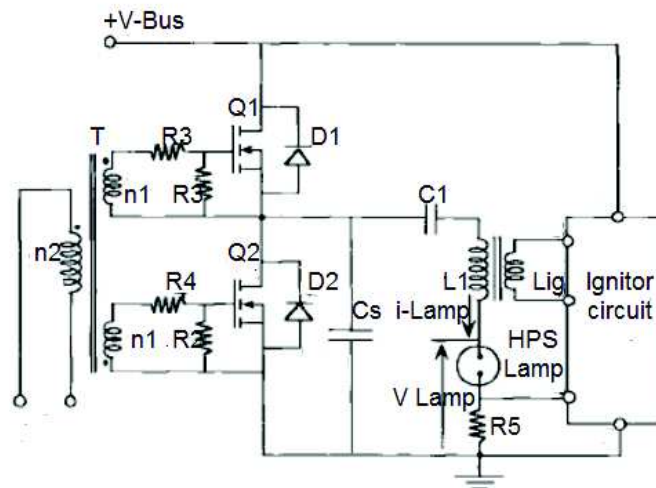 +V-Bus
Q1
T
R3
D1
R3
n1
C1
n2
Q2
R4
D2
L1
Lig
Ignitor
circuit
Cs
i-Lamp
n1
R2
HPS
Lamp
V Lamp
R5